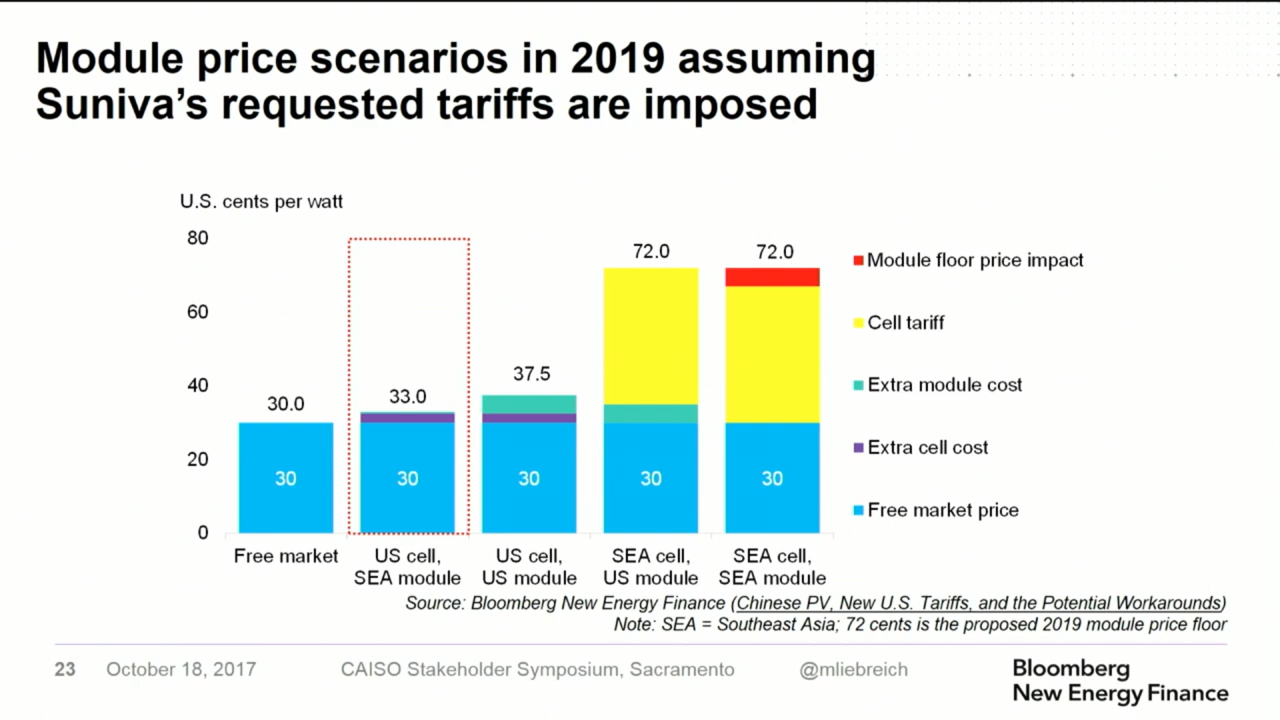 Module price scenarios in 2019 assuming
Suniva's requested tariffs are imposed
U.S. cents per watt
80
60
40
20
0
30.0
33.0
37.5
72.0
72.0
30
30
30
30
30
Free market
US cell,
SEA module
US cell,
US module
SEA cell,
US module
SEA cell,
SEA module
Module floor price impact
Cell tariff
Extra module cost
Extra cell cost
Free market price
Source: Bloomberg New Energy Finance (Chinese PV, New U.S. Tariffs, and the Potential Workarounds)
Note: SEA = Southeast Asia; 72 cents is the proposed 2019 module price floor
23 October 18, 2017 CAISO Stakeholder Symposium, Sacramento @mliebreich
Bloomberg
New Energy Finance